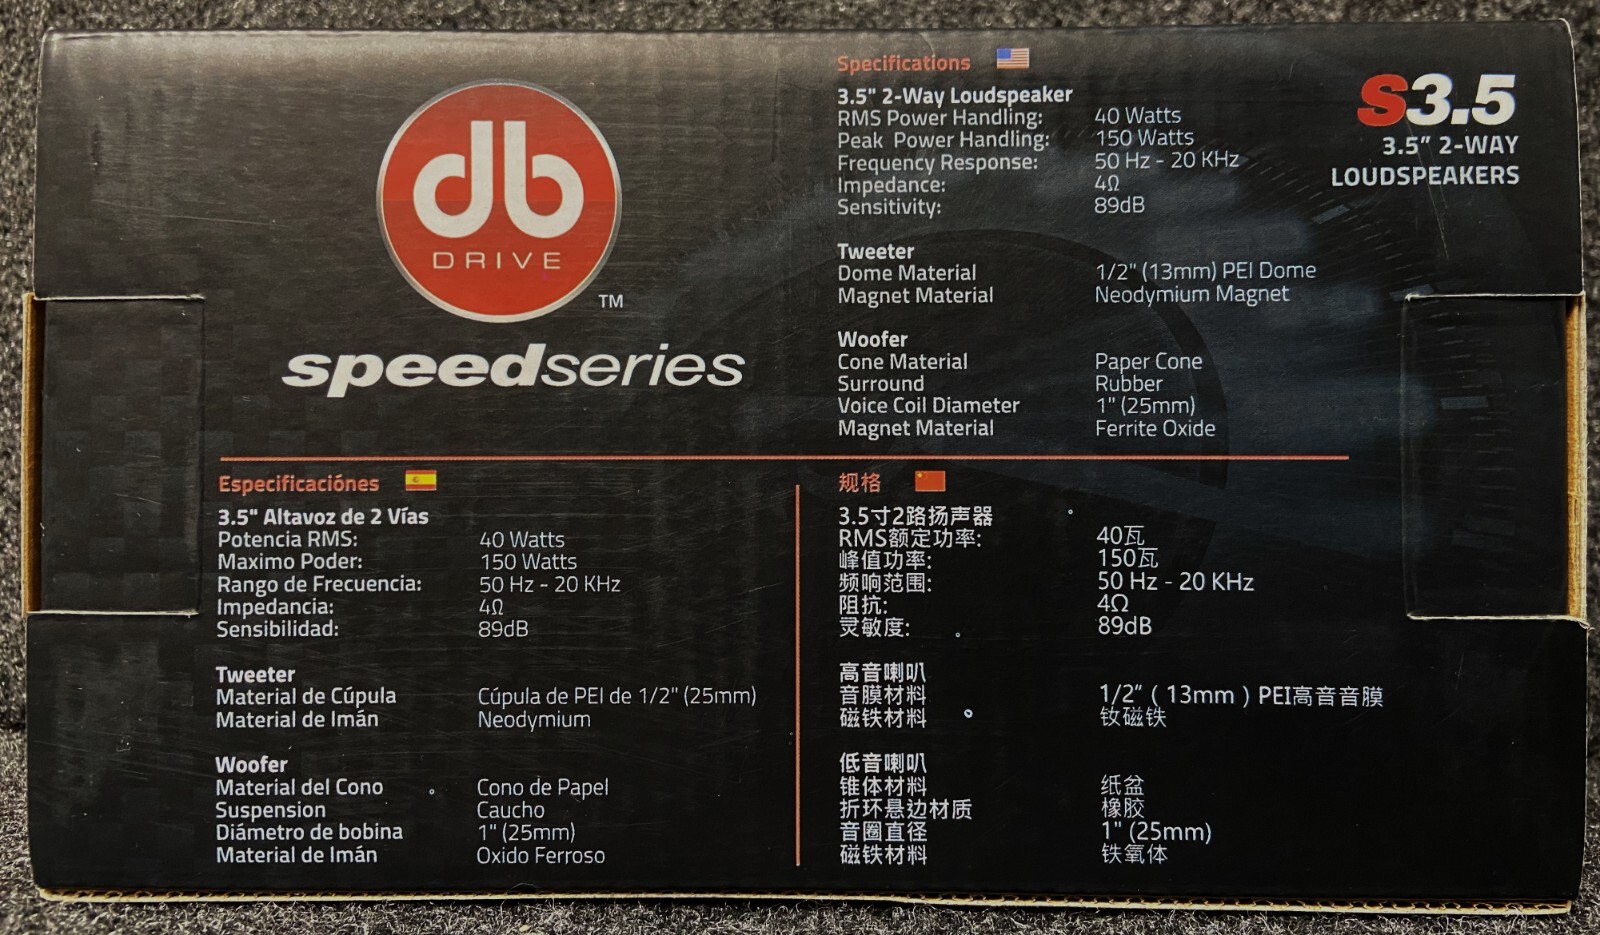 db
DRIVE
TM
speedseries
Specifications
3.5" 2-Way Loudspeaker
RMS Power Handling: 40 Watts
Peak Power Handling: 150 Watts
Frequency Response: 50 Hz - 20 KHz
Impedance: 4Ω
Sensitivity: 89dB
Tweeter
Dome Material 1/2" (13mm) PEI Dome
Magnet Material Neodymium Magnet
Woofer
Cone Material Paper Cone
Surround Rubber
Voice Coil Diameter 1" (25mm)
Magnet Material Ferrite Oxide
S3.5
3.5" 2-WAY
LOUDSPEAKERS
Especificaciónes
3.5" Altavoz de 2 Vías
Potencia RMS: 40 Watts
Maximo Poder: 150 Watts
Rango de Frecuencia: 50 Hz - 20 KHz
Impedancia: 4Ω
Sensibilidad: 89dB
Tweeter
Material de Cúpula Cúpula de PEI de 1/2" (25mm)
Material de Imán Neodymium
Woofer
Material del Cono Cono de Papel
Suspension Caucho
Diámetro de bobina 1" (25mm)
Material de Imán Oxido Ferroso
规格
3.5寸2路扬声器
RMS额定功率: 40瓦
峰值功率: 150瓦
频响范围: 50 Hz - 20 KHz
阻抗: 4Ω
灵敏度: 89dB
高音喇叭
音膜材料 1/2"（13mm）PEI高音音膜
磁铁材料 钕磁铁
低音喇叭
锥体材料 纸盆
折环悬边材质 橡胶
音圈直径 1" (25mm)
磁铁材料 铁氧体